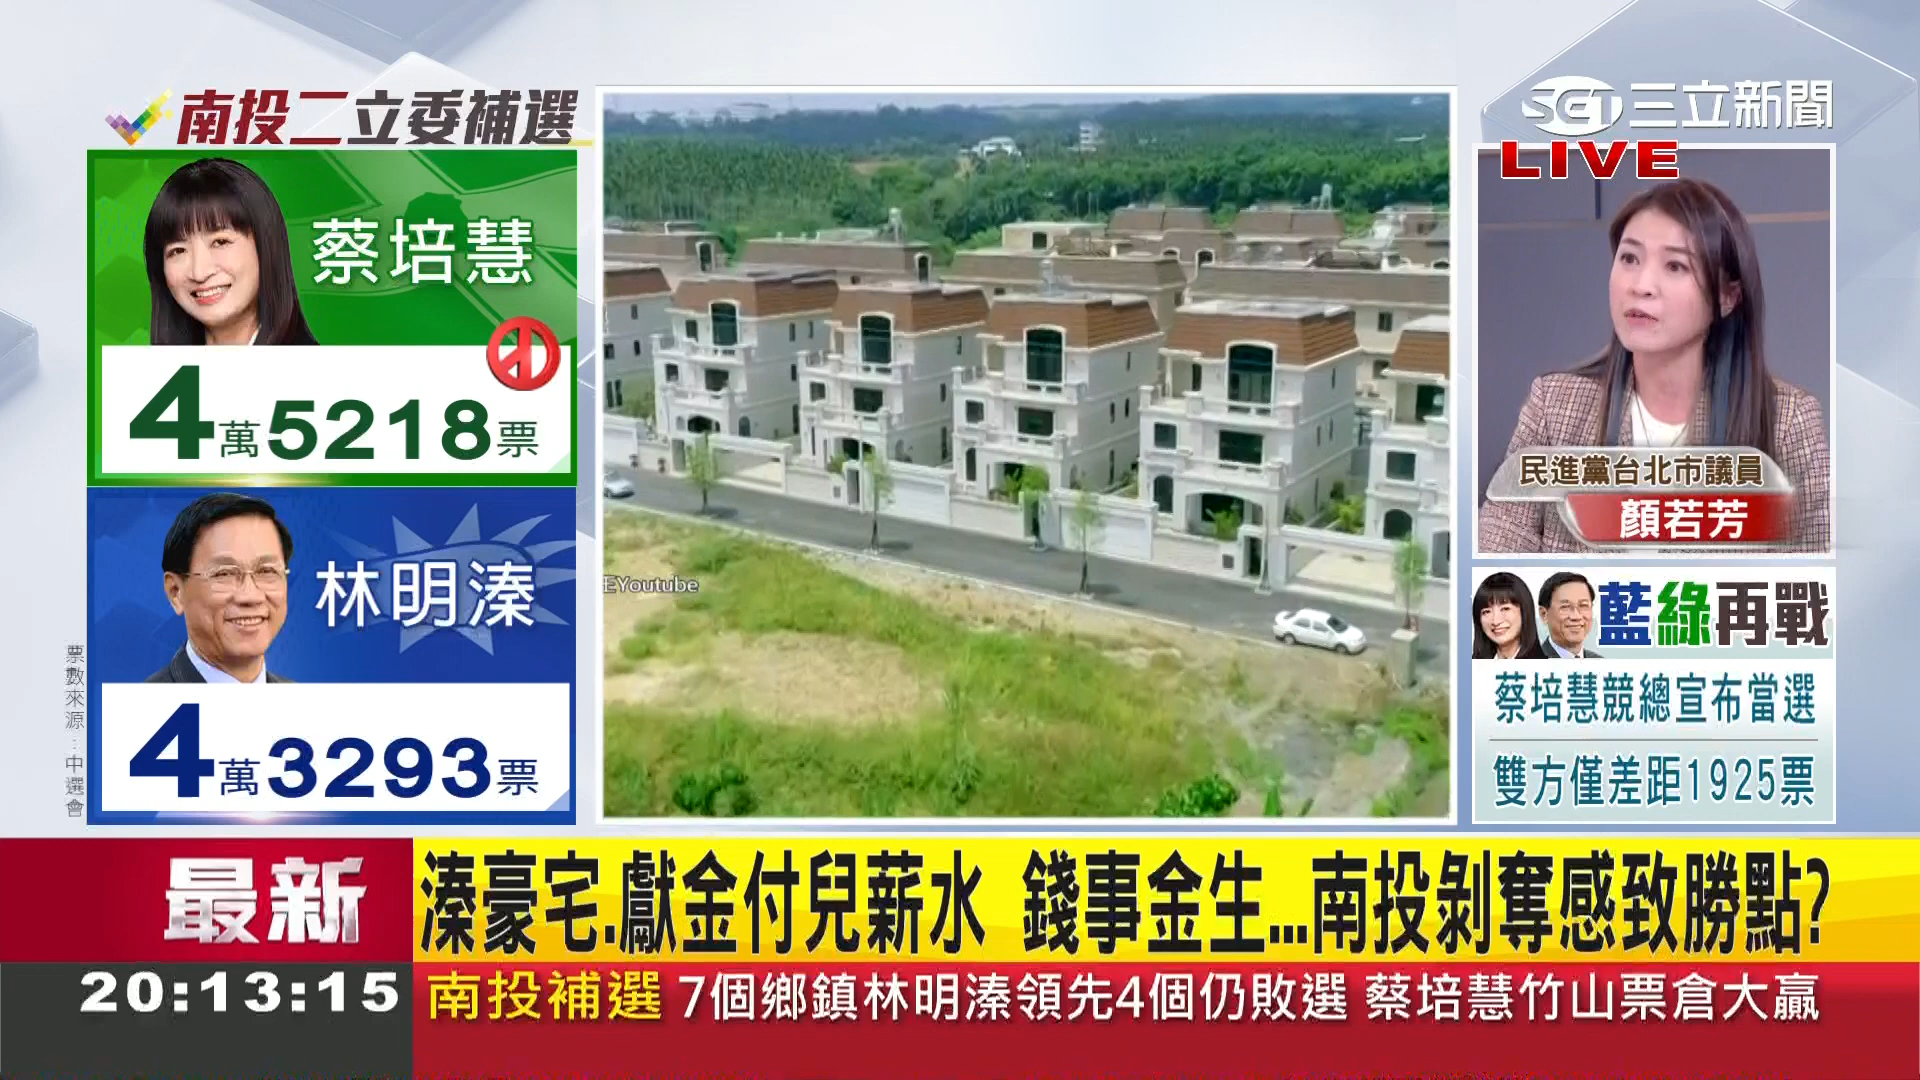 南投二立委補選
蔡培慧
4萬5218票
林明溱
4萬3293票
票數來源：中選會
EYoutube
SET三立新聞
LIVE
民進黨台北市議員
顏若芳
藍綠再戰
蔡培慧競總宣布當選
雙方僅差距1925票
最新
溱豪宅.獻金付兒薪水 錢事金生...南投剝奪感致勝點?
20:13:15
南投補選 7個鄉鎮林明溱領先4個仍敗選 蔡培慧竹山票倉大贏